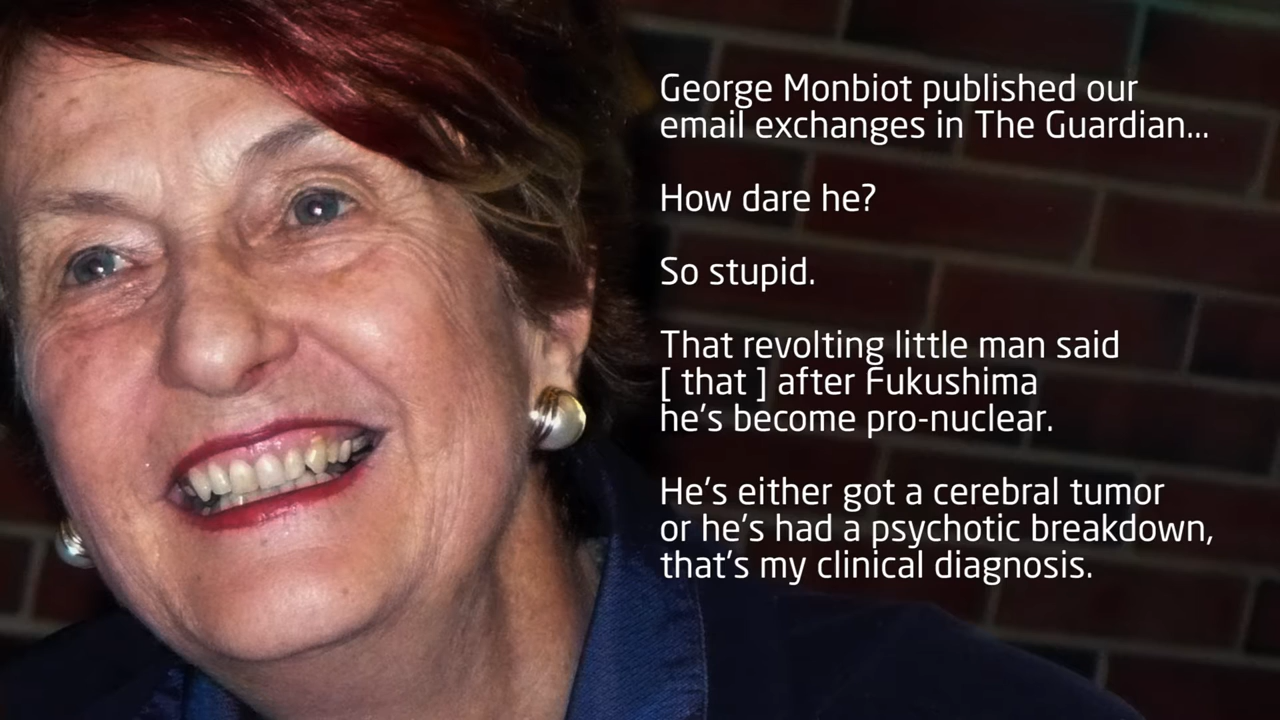 George Monbiot published our
email exchanges in The Guardian...
How dare he?
So stupid.
That revolting little man said
[ that ] after Fukushima
he's become pro-nuclear.
He's either got a cerebral tumor
or he's had a psychotic breakdown,
that's my clinical diagnosis.